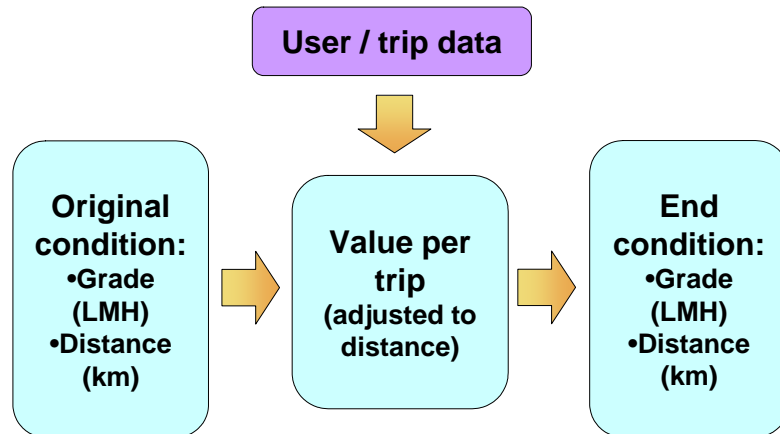 User / trip data
Original
condition:
•Grade
(LMH)
•Distance
(km)
Value per
trip
(adjusted to
distance)
End
condition:
•Grade
(LMH)
•Distance
(km)